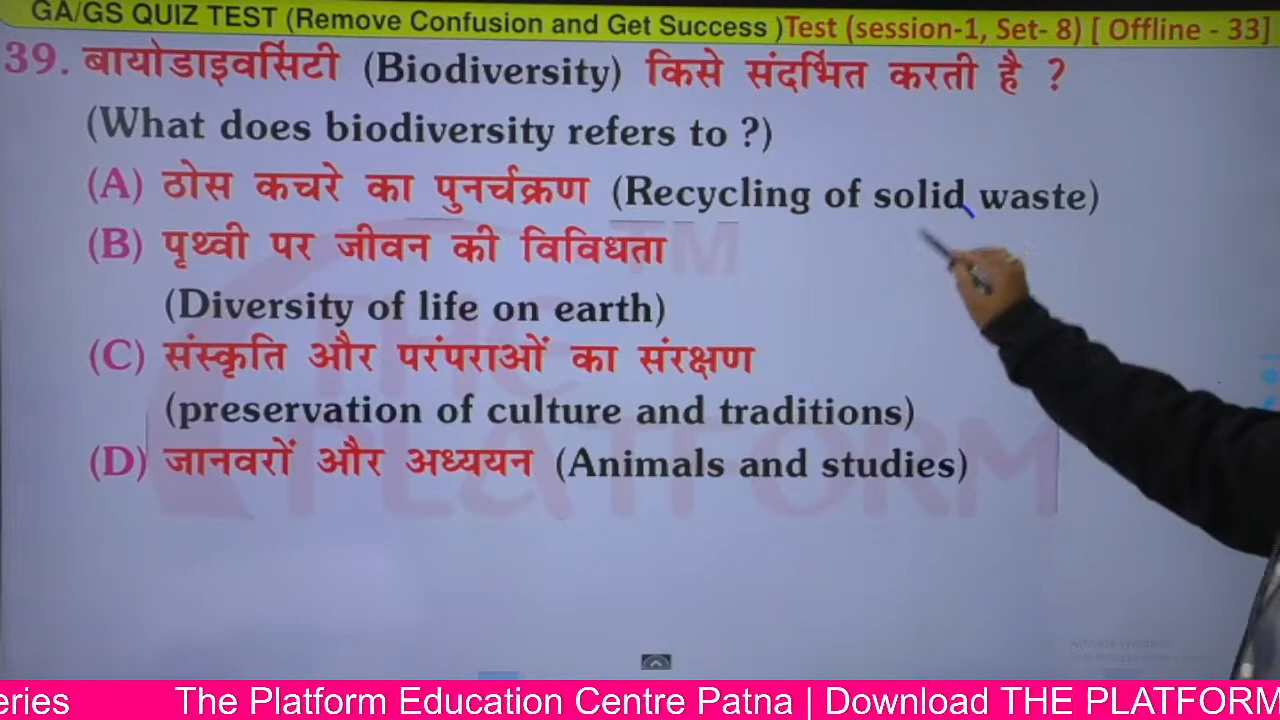 GA/GS QUIZ TEST (Remove Confusion and Get Success )Test (session-1, Set- 8) [ Offline - 33]
39. बायोडाइवर्सिटी (Biodiversity) किसे संदर्भित करती है ?
(What does biodiversity refers to ?)
(A) ठोस कचरे का पुनर्चक्रण (Recycling of solid waste)
(B) पृथ्वी पर जीवन की विविधता
(Diversity of life on earth)
(C) संस्कृति और परंपराओं का संरक्षण
(preservation of culture and traditions)
(D) जानवरों और अध्ययन (Animals and studies)
THE
PLATFORM
TM
eries The Platform Education Centre Patna | Download THE PLATFORM